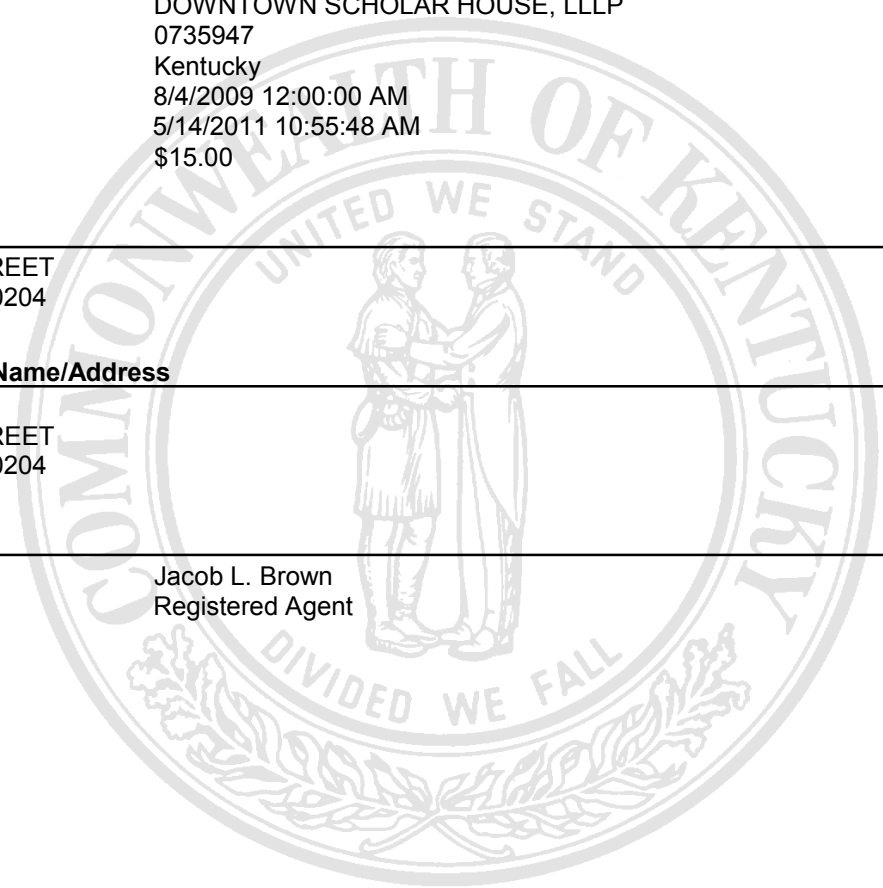 DOWNTOWN SCHOLAR HOUSE, LLLP
0735947
Kentucky
8/4/2009 12:00:00 AM
5/14/2011 10:55:48 AM
$15.00
COMMONWEALTH OF KENTUCKY
UNITED WE STAND
REET
0204
Name/Address
REET
0204
Jacob L. Brown
Registered Agent
DIVIDED WE FALL